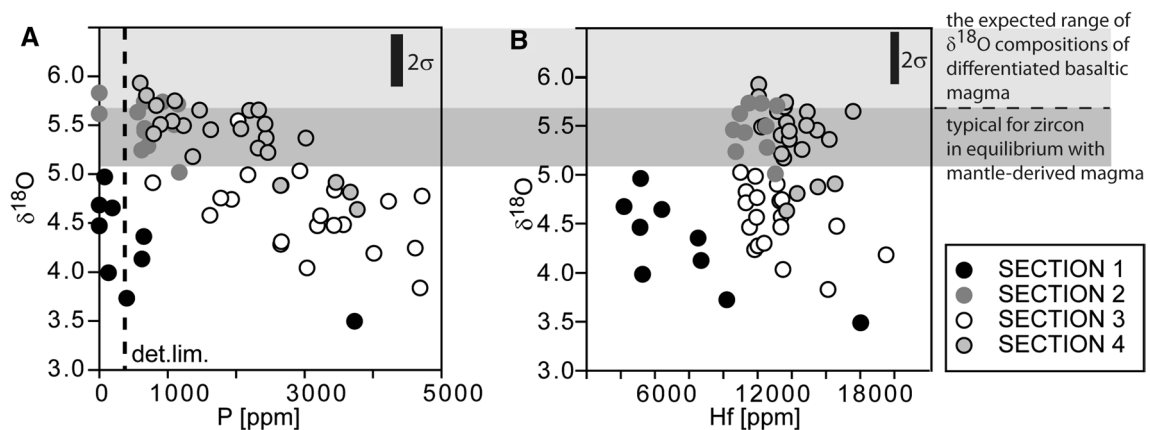 A
B
the expected range of
δ18O compositions of
differentiated basaltic
magma
typical for zircon
in equilibrium with
mantle-derived magma
2σ
2σ
6.0
5.5
5.0
4.5
4.0
3.5
3.0
δ18O
det.lim.
0 1000 3000 5000
P [ppm]
6.0
5.5
5.0
4.5
4.0
3.5
3.0
δ18O
6000 12000 18000
Hf [ppm]
SECTION 1
SECTION 2
SECTION 3
SECTION 4